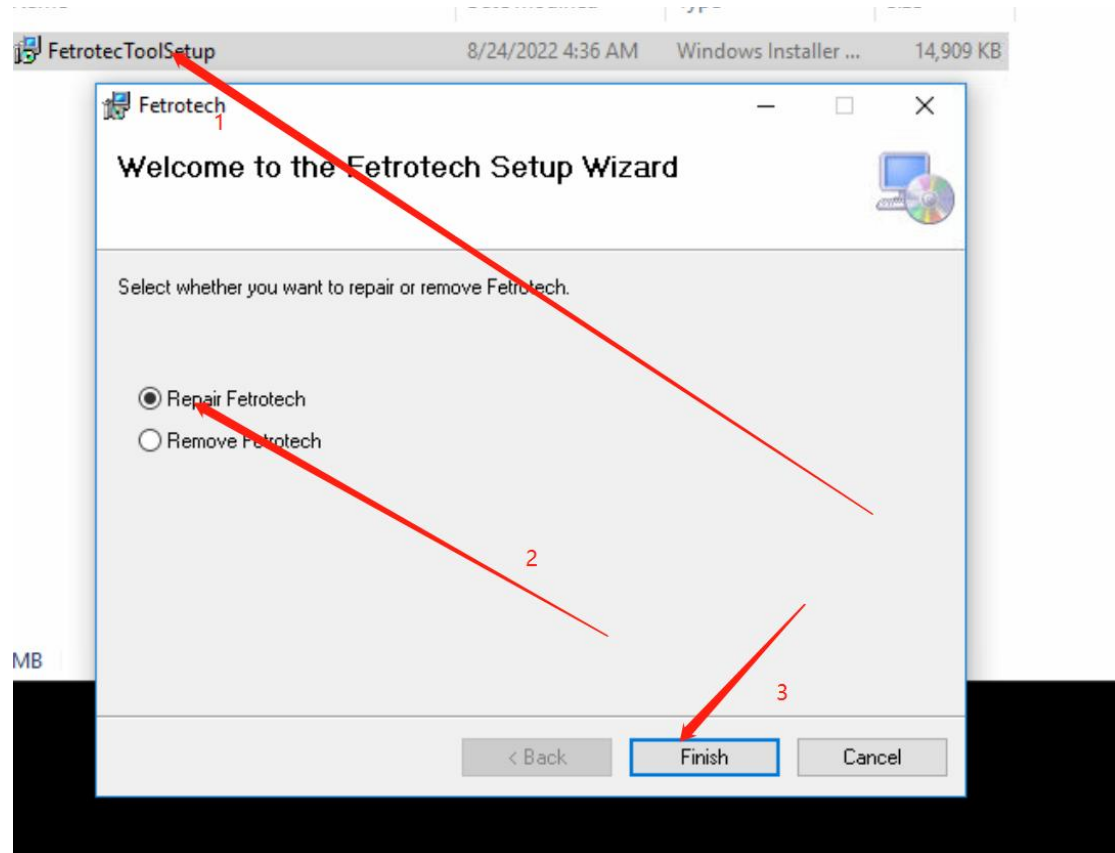 FetrotecToolSetup 8/24/2022 4:36 AM Windows Installer ... 14,909 KB
Fetrotech
1
Welcome to the Fetrotech Setup Wizard
Select whether you want to repair or remove Fetrotech.
Repair Fetrotech
Remove Fetrotech
2
MB
3
< Back Finish Cancel